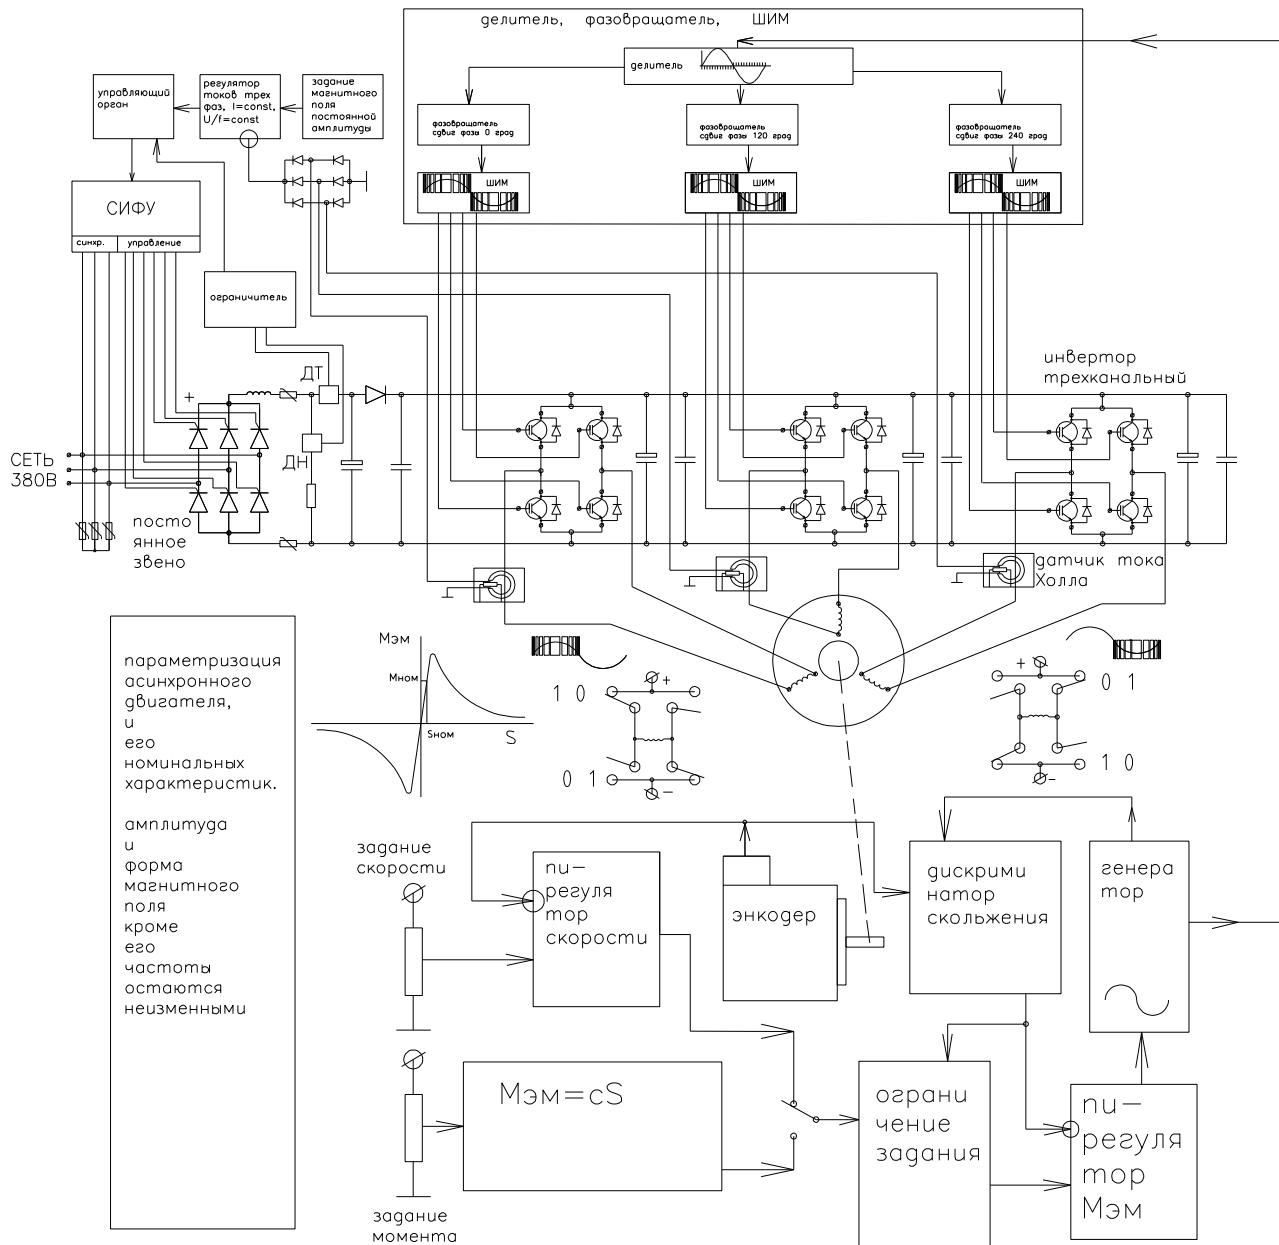 делитель, фазовращатель, ШИМ
делитель
управляющий
орган
регулятор
токов трех
фаз, I=const,
U/f=const
задание
магнитного
поля
постоянной
амплитуды
фазовращатель
сдвиг фазы 0 град
фазовращатель
сдвиг фазы 120 град
фазовращатель
сдвиг фазы 240 град
ШИМ
ШИМ
ШИМ
СИФУ
синхр.
управление
ограничитель
инвертор
трехканальный
ДТ
+
ДН
СЕТЬ
380В
посто
янное
звено
датчик тока
Холла
параметризация
асинхронного
двигателя,
и
его
номинальных
характеристик.
амплитуда
и
форма
магнитного
поля
кроме
его
частоты
остаются
неизменными
Мэм
Мном
Sном
S
1 0
+
0 1
-
+
0 1
1 0
-
задание
скорости
пи-
регуля
тор
скорости
энкодер
дискрими
натор
скольжения
генера
тор
Мэм=cS
ограни
чение
задания
пи-
регуля
тор
Мэм
задание
момента